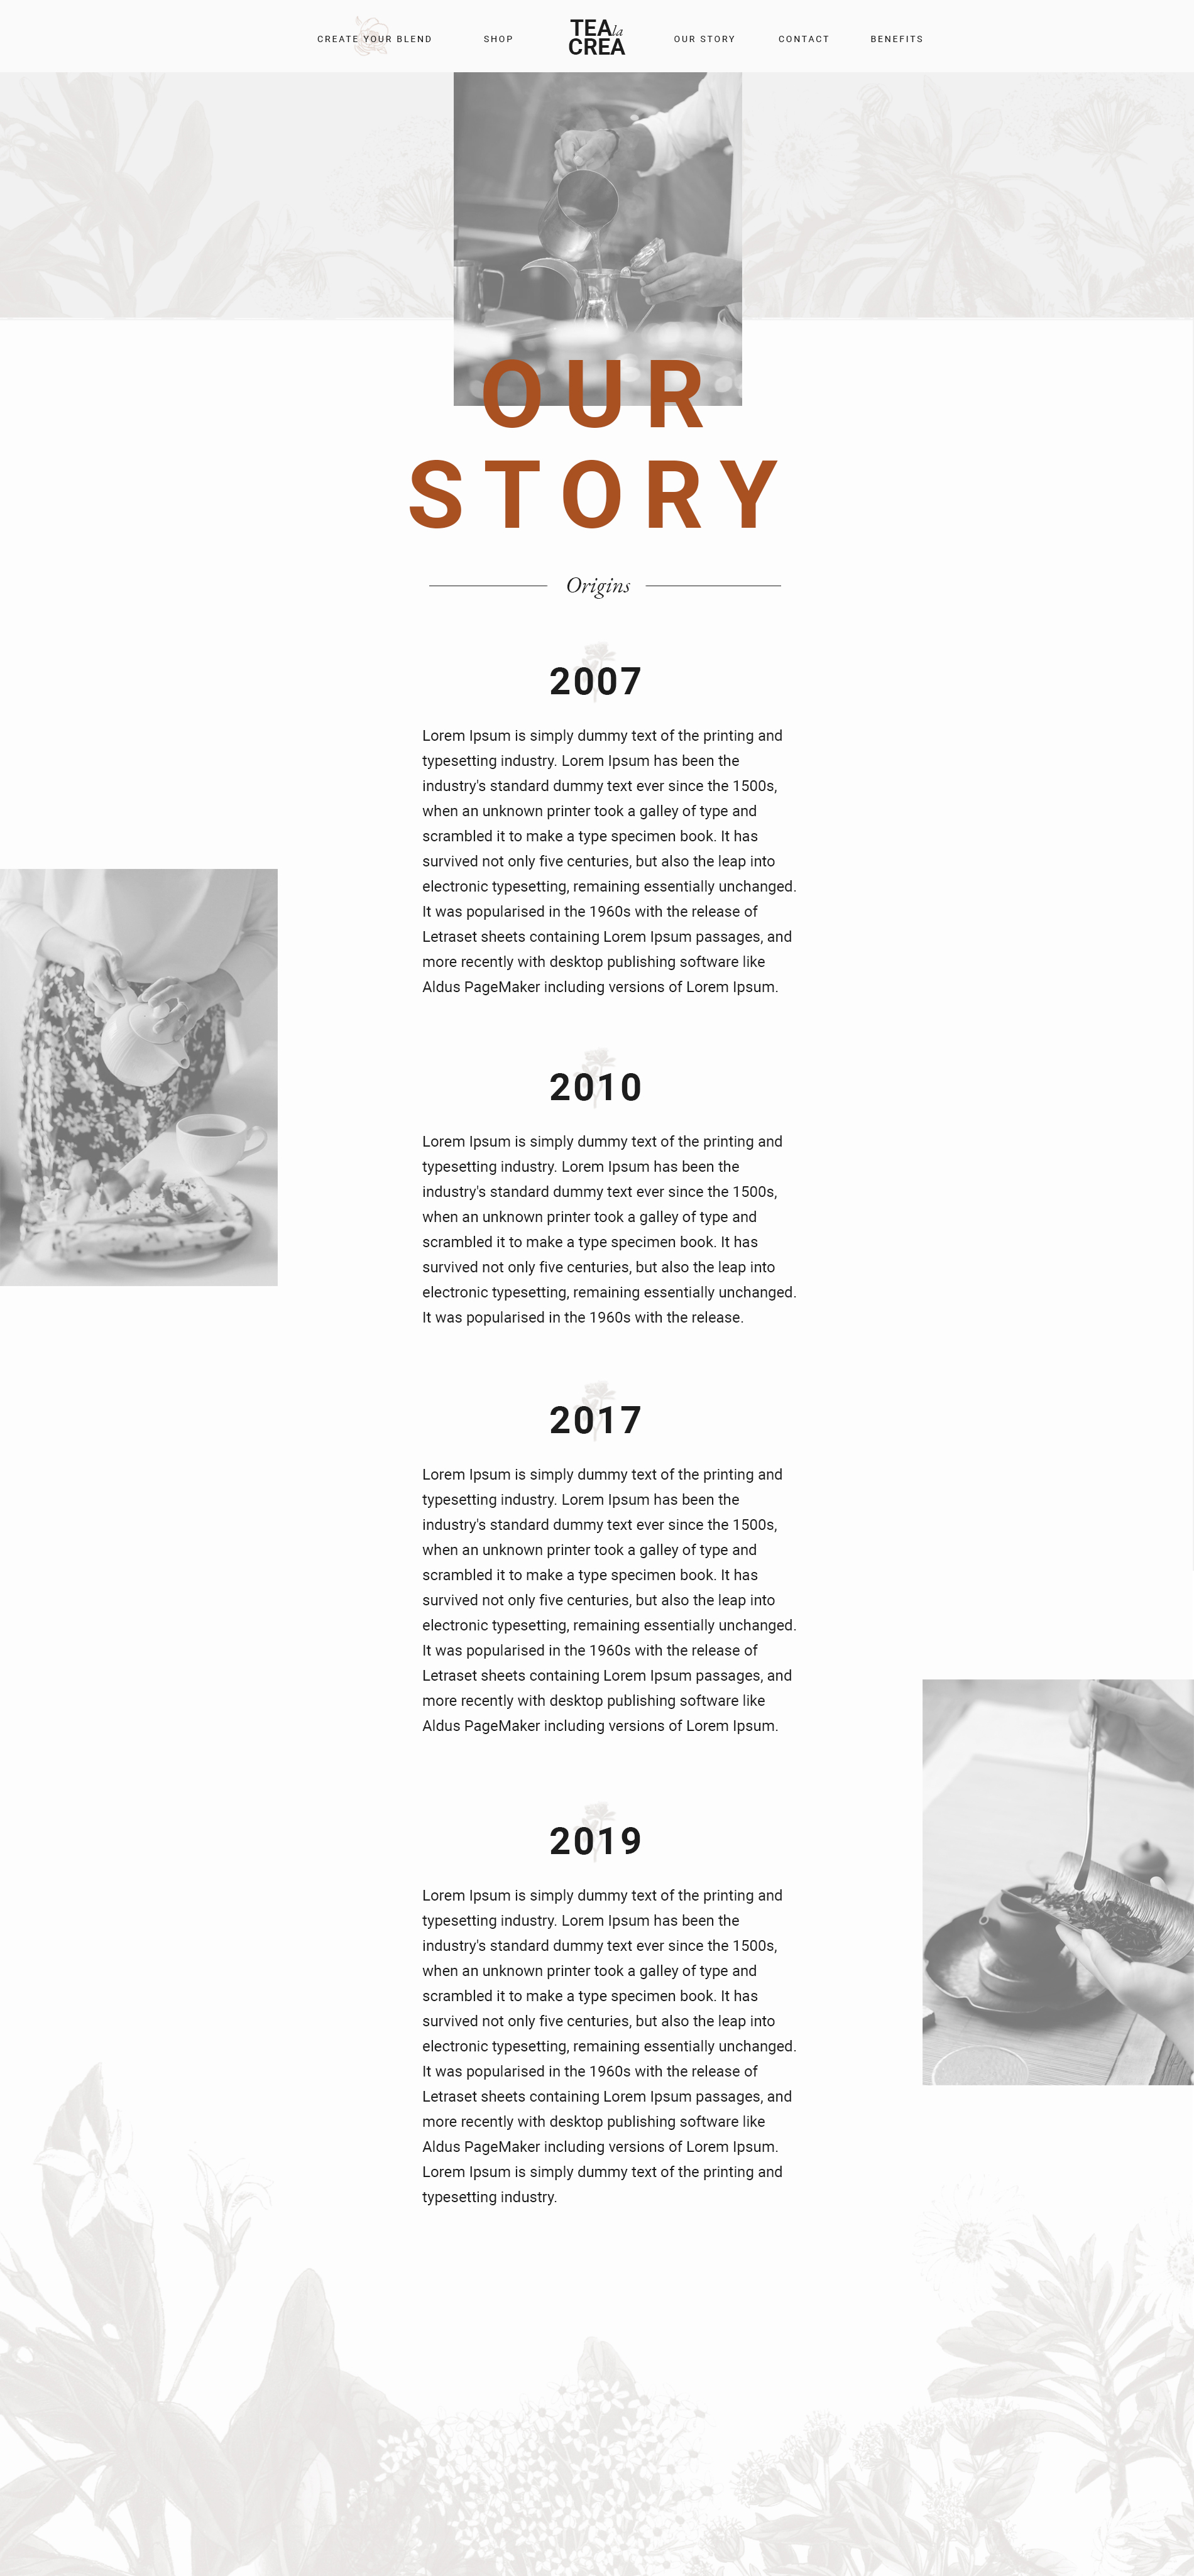 CREATE YOUR BLEND
SHOP
TEA la
CREA
OUR STORY
CONTACT
BENEFITS
OUR
STORY
Origins
2007
Lorem Ipsum is simply dummy text of the printing and
typesetting industry. Lorem Ipsum has been the
industry's standard dummy text ever since the 1500s,
when an unknown printer took a galley of type and
scrambled it to make a type specimen book. It has
survived not only five centuries, but also the leap into
electronic typesetting, remaining essentially unchanged.
It was popularised in the 1960s with the release of
Letraset sheets containing Lorem Ipsum passages, and
more recently with desktop publishing software like
Aldus PageMaker including versions of Lorem Ipsum.
2010
Lorem Ipsum is simply dummy text of the printing and
typesetting industry. Lorem Ipsum has been the
industry's standard dummy text ever since the 1500s,
when an unknown printer took a galley of type and
scrambled it to make a type specimen book. It has
survived not only five centuries, but also the leap into
electronic typesetting, remaining essentially unchanged.
It was popularised in the 1960s with the release.
2017
Lorem Ipsum is simply dummy text of the printing and
typesetting industry. Lorem Ipsum has been the
industry's standard dummy text ever since the 1500s,
when an unknown printer took a galley of type and
scrambled it to make a type specimen book. It has
survived not only five centuries, but also the leap into
electronic typesetting, remaining essentially unchanged.
It was popularised in the 1960s with the release of
Letraset sheets containing Lorem Ipsum passages, and
more recently with desktop publishing software like
Aldus PageMaker including versions of Lorem Ipsum.
2019
Lorem Ipsum is simply dummy text of the printing and
typesetting industry. Lorem Ipsum has been the
industry's standard dummy text ever since the 1500s,
when an unknown printer took a galley of type and
scrambled it to make a type specimen book. It has
survived not only five centuries, but also the leap into
electronic typesetting, remaining essentially unchanged.
It was popularised in the 1960s with the release of
Letraset sheets containing Lorem Ipsum passages, and
more recently with desktop publishing software like
Aldus PageMaker including versions of Lorem Ipsum.
Lorem Ipsum is simply dummy text of the printing and
typesetting industry.